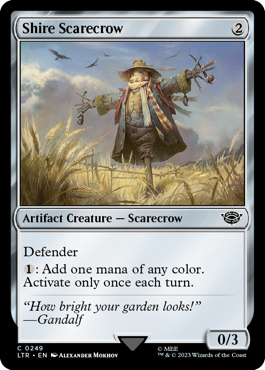 Shire Scarecrow 2
Artifact Creature — Scarecrow
Defender
1: Add one mana of any color.
Activate only once each turn.
“How bright your garden looks!”
—Gandalf
0/3
C 0249
LTR • EN Alexander Mokhov
© MEE
™ & © 2023 Wizards of the Coast